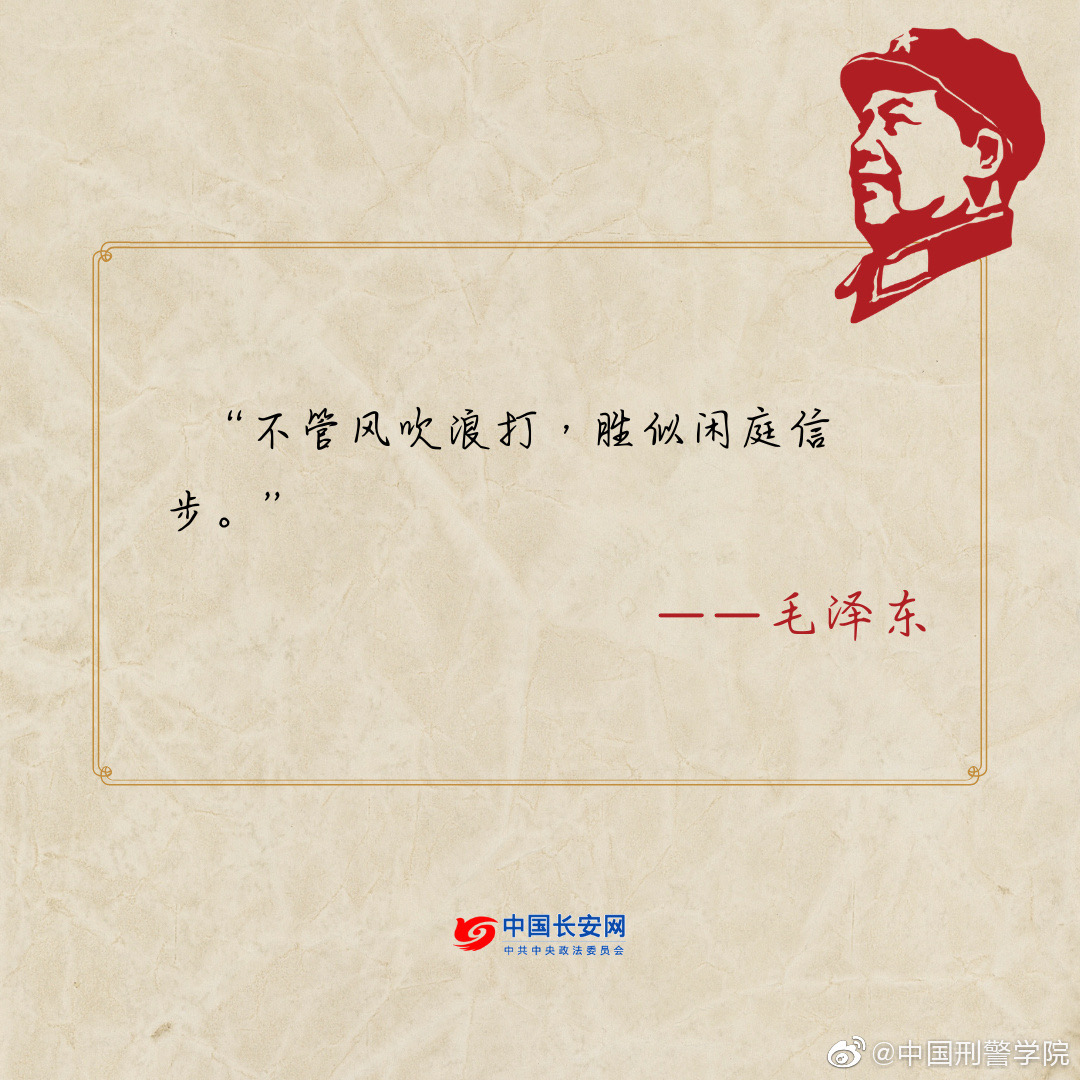 “不管风吹浪打，胜似闲庭信
步。”
——毛泽东
中国长安网
中共中央政法委员会
@中国刑警学院